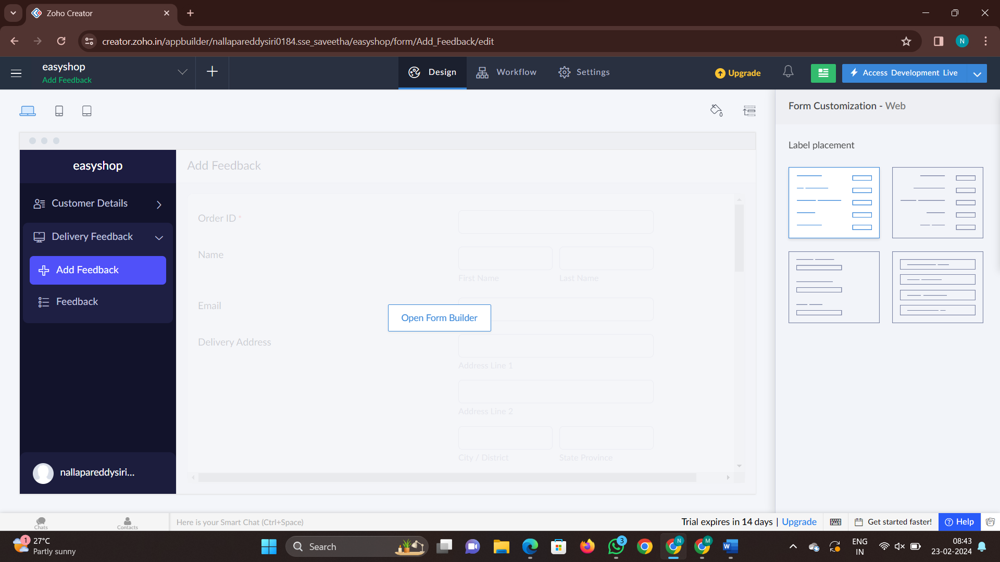 Zoho Creator
creator.zoho.in/appbuilder/nallapareddysiri0184.sse_saveetha/easyshop/form/Add_Feedback/edit
N
easyshop
Add Feedback
Design
Workflow
Settings
Upgrade
Access Development Live
Form Customization - Web
Label placement
easyshop
Customer Details
Delivery Feedback
Add Feedback
Feedback
nallapareddysiri...
Add Feedback
Order ID *
Name
First Name
Last Name
Email
Open Form Builder
Delivery Address
Address Line 1
Address Line 2
City / District
State Province
Chats
Contacts
Here is your Smart Chat (Ctrl+Space)
Trial expires in 14 days | Upgrade
Get started faster!
Help
1
27°C
Partly sunny
Search
3
N
M
W
ENG
IN
08:43
23-02-2024